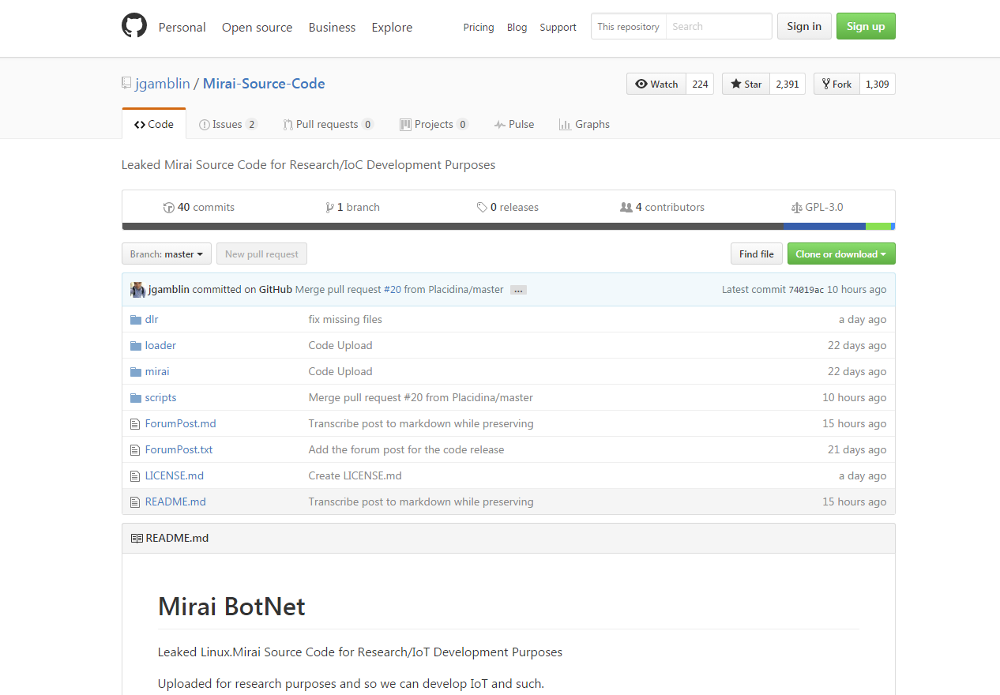 Personal Open source Business Explore Pricing Blog Support This repository Search Sign in Sign up
jgamblin / Mirai-Source-Code Watch 224 Star 2,391 Fork 1,309
Code Issues 2 Pull requests 0 Projects 0 Pulse Graphs
Leaked Mirai Source Code for Research/IoC Development Purposes
40 commits 1 branch 0 releases 4 contributors GPL-3.0
Branch: master New pull request Find file Clone or download
jgamblin committed on GitHub Merge pull request #20 from Placidina/master ... Latest commit 74019ac 10 hours ago
dlr fix missing files a day ago
loader Code Upload 22 days ago
mirai Code Upload 22 days ago
scripts Merge pull request #20 from Placidina/master 10 hours ago
ForumPost.md Transcribe post to markdown while preserving 15 hours ago
ForumPost.txt Add the forum post for the code release 21 days ago
LICENSE.md Create LICENSE.md a day ago
README.md Transcribe post to markdown while preserving 15 hours ago
README.md
Mirai BotNet
Leaked Linux.Mirai Source Code for Research/IoT Development Purposes
Uploaded for research purposes and so we can develop IoT and such.